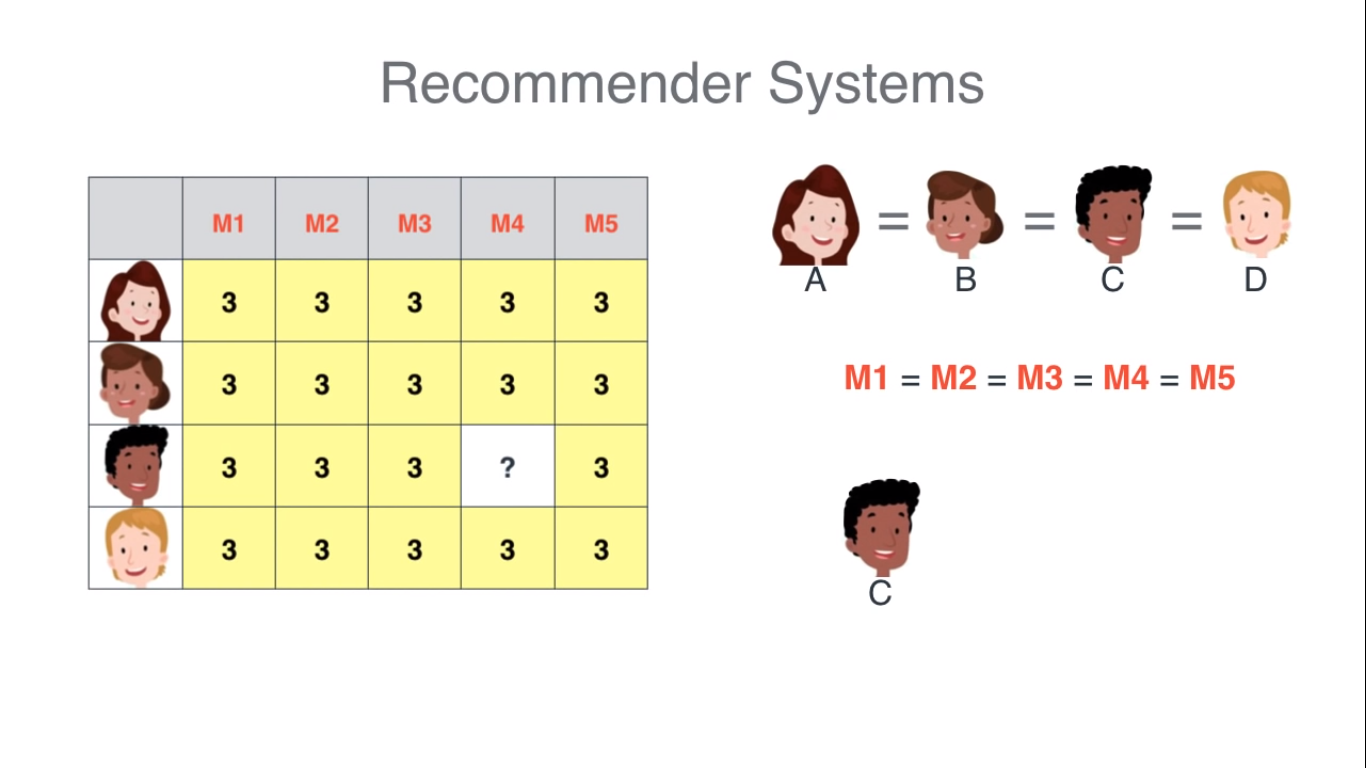 Recommender Systems
M1 M2 M3 M4 M5
3 3 3 3 3
3 3 3 3 3
3 3 3 ? 3
3 3 3 3 3
= = =
A B C D
M1 = M2 = M3 = M4 = M5
C